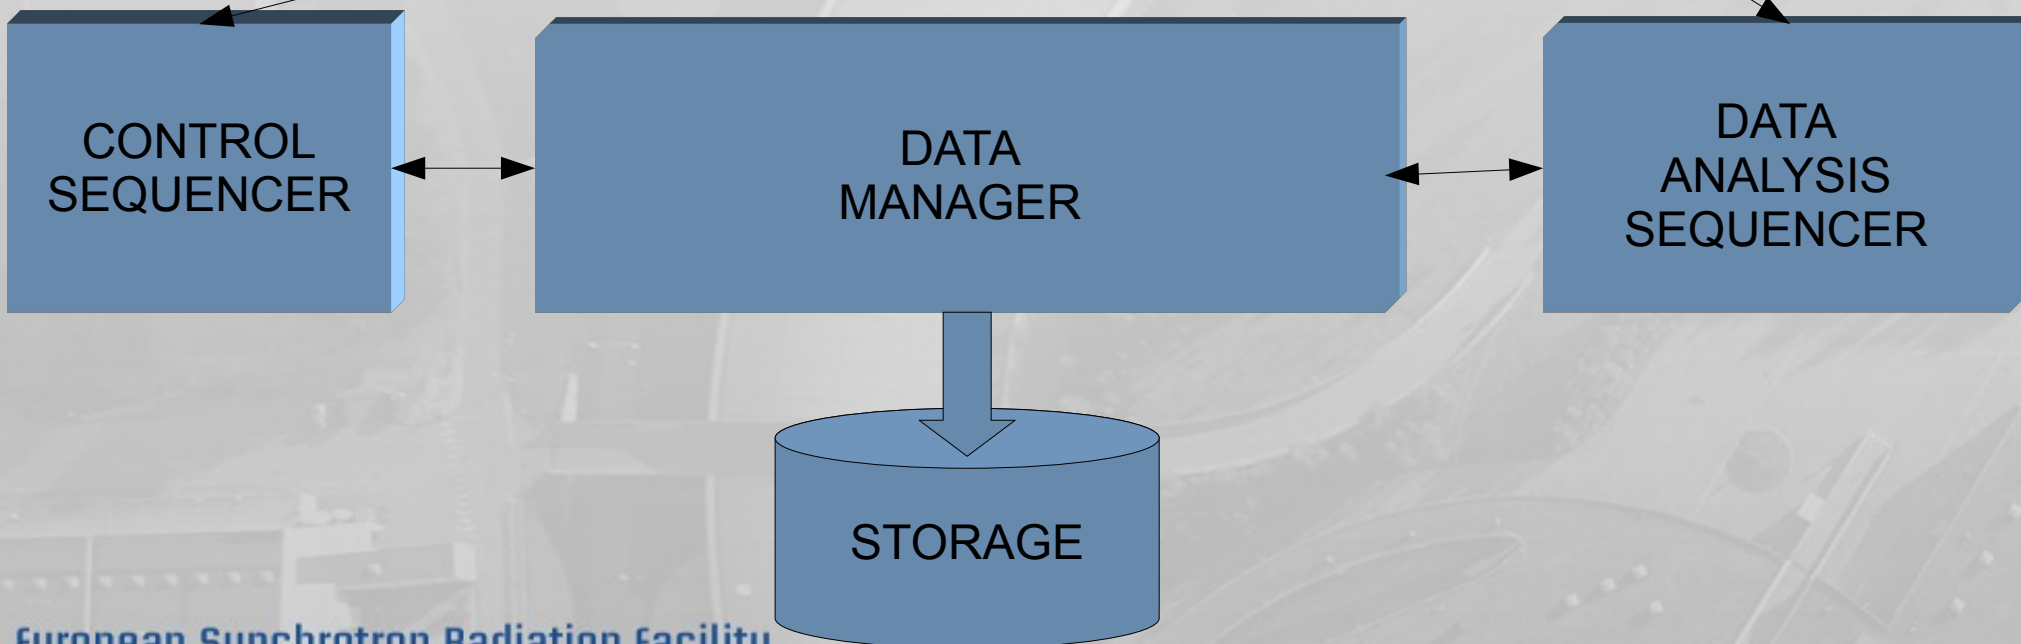 CONTROL
SEQUENCER
DATA
MANAGER
DATA
ANALYSIS
SEQUENCER
STORAGE
European Synchrotron Radiation Facility